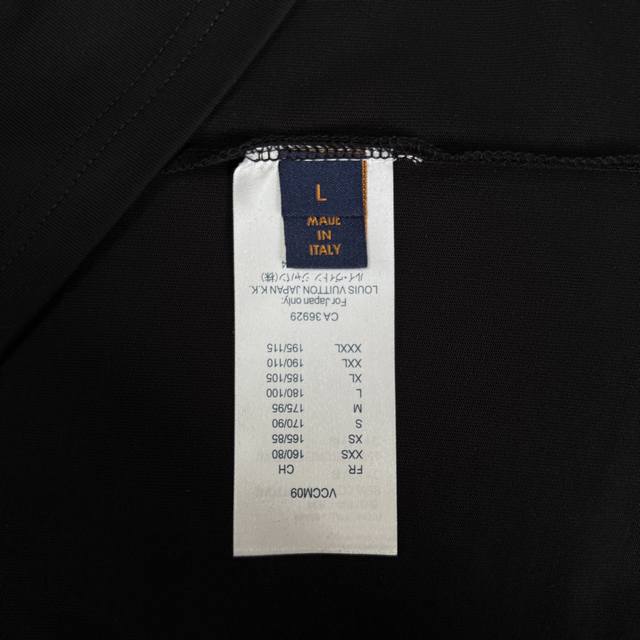 L
MADE
IN
ITALY
VCCM09
FR CH
XXS 160/80
XS 165/85
S 170/90
M 175/95
L 180/100
XL 185/105
XXL 190/110
XXXL 195/115
CA 36929
For Japan only:
LOUIS VUITTON JAPAN K.K.
ルイ・ヴィトン ジャパン(株)